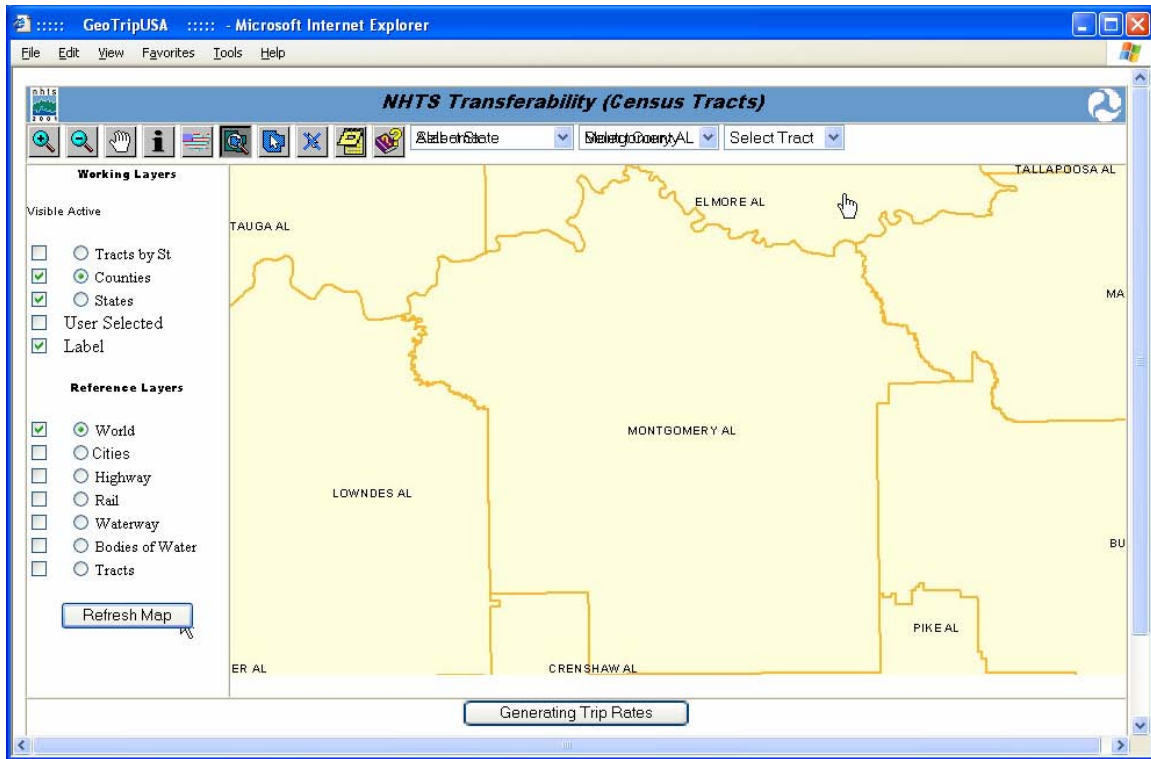 ::::: GeoTripUSA ::::: - Microsoft Internet Explorer
File Edit View Favorites Tools Help
nhts
2001
NHTS Transferability (Census Tracts)
Select Tract
Working Layers
Visible Active
Tracts by St
Counties
States
User Selected
Label
Reference Layers
World
Cities
Highway
Rail
Waterway
Bodies of Water
Tracts
Refresh Map
TALLAPOOSA AL
ELMORE AL
TAUGA AL
MA
MONTGOMERY AL
LOWNDES AL
BU
PIKE AL
ER AL
CRENSHAW AL
Generating Trip Rates